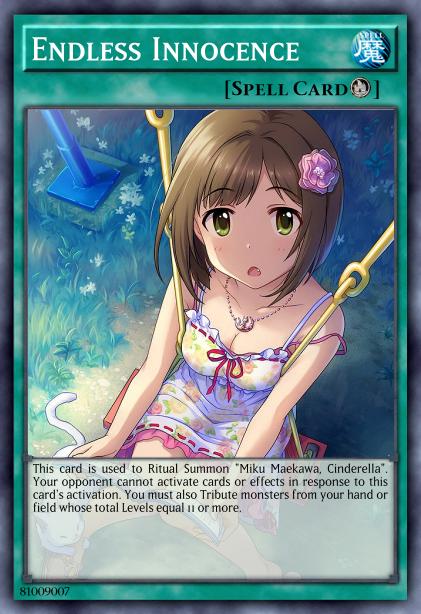 Endless Innocence
SPELL
魔
[Spell Card]
This card is used to Ritual Summon "Miku Maekawa, Cinderella".
Your opponent cannot activate cards or effects in response to this
card's activation. You must also Tribute monsters from your hand or
field whose total Levels equal 11 or more.
81009007